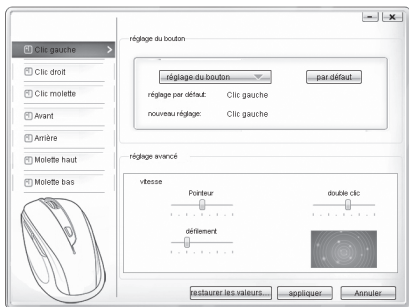 réglage du bouton
Clic gauche >
Clic droit
Clic molette
Avant
Arrière
Molette haut
Molette bas
réglage du bouton
par défaut
réglage par défaut: Clic gauche
nouveau réglage: Clic gauche
réglage avancé
vitesse
Pointeur
double clic
défilement
restaurer les valeurs...
appliquer
Annuler